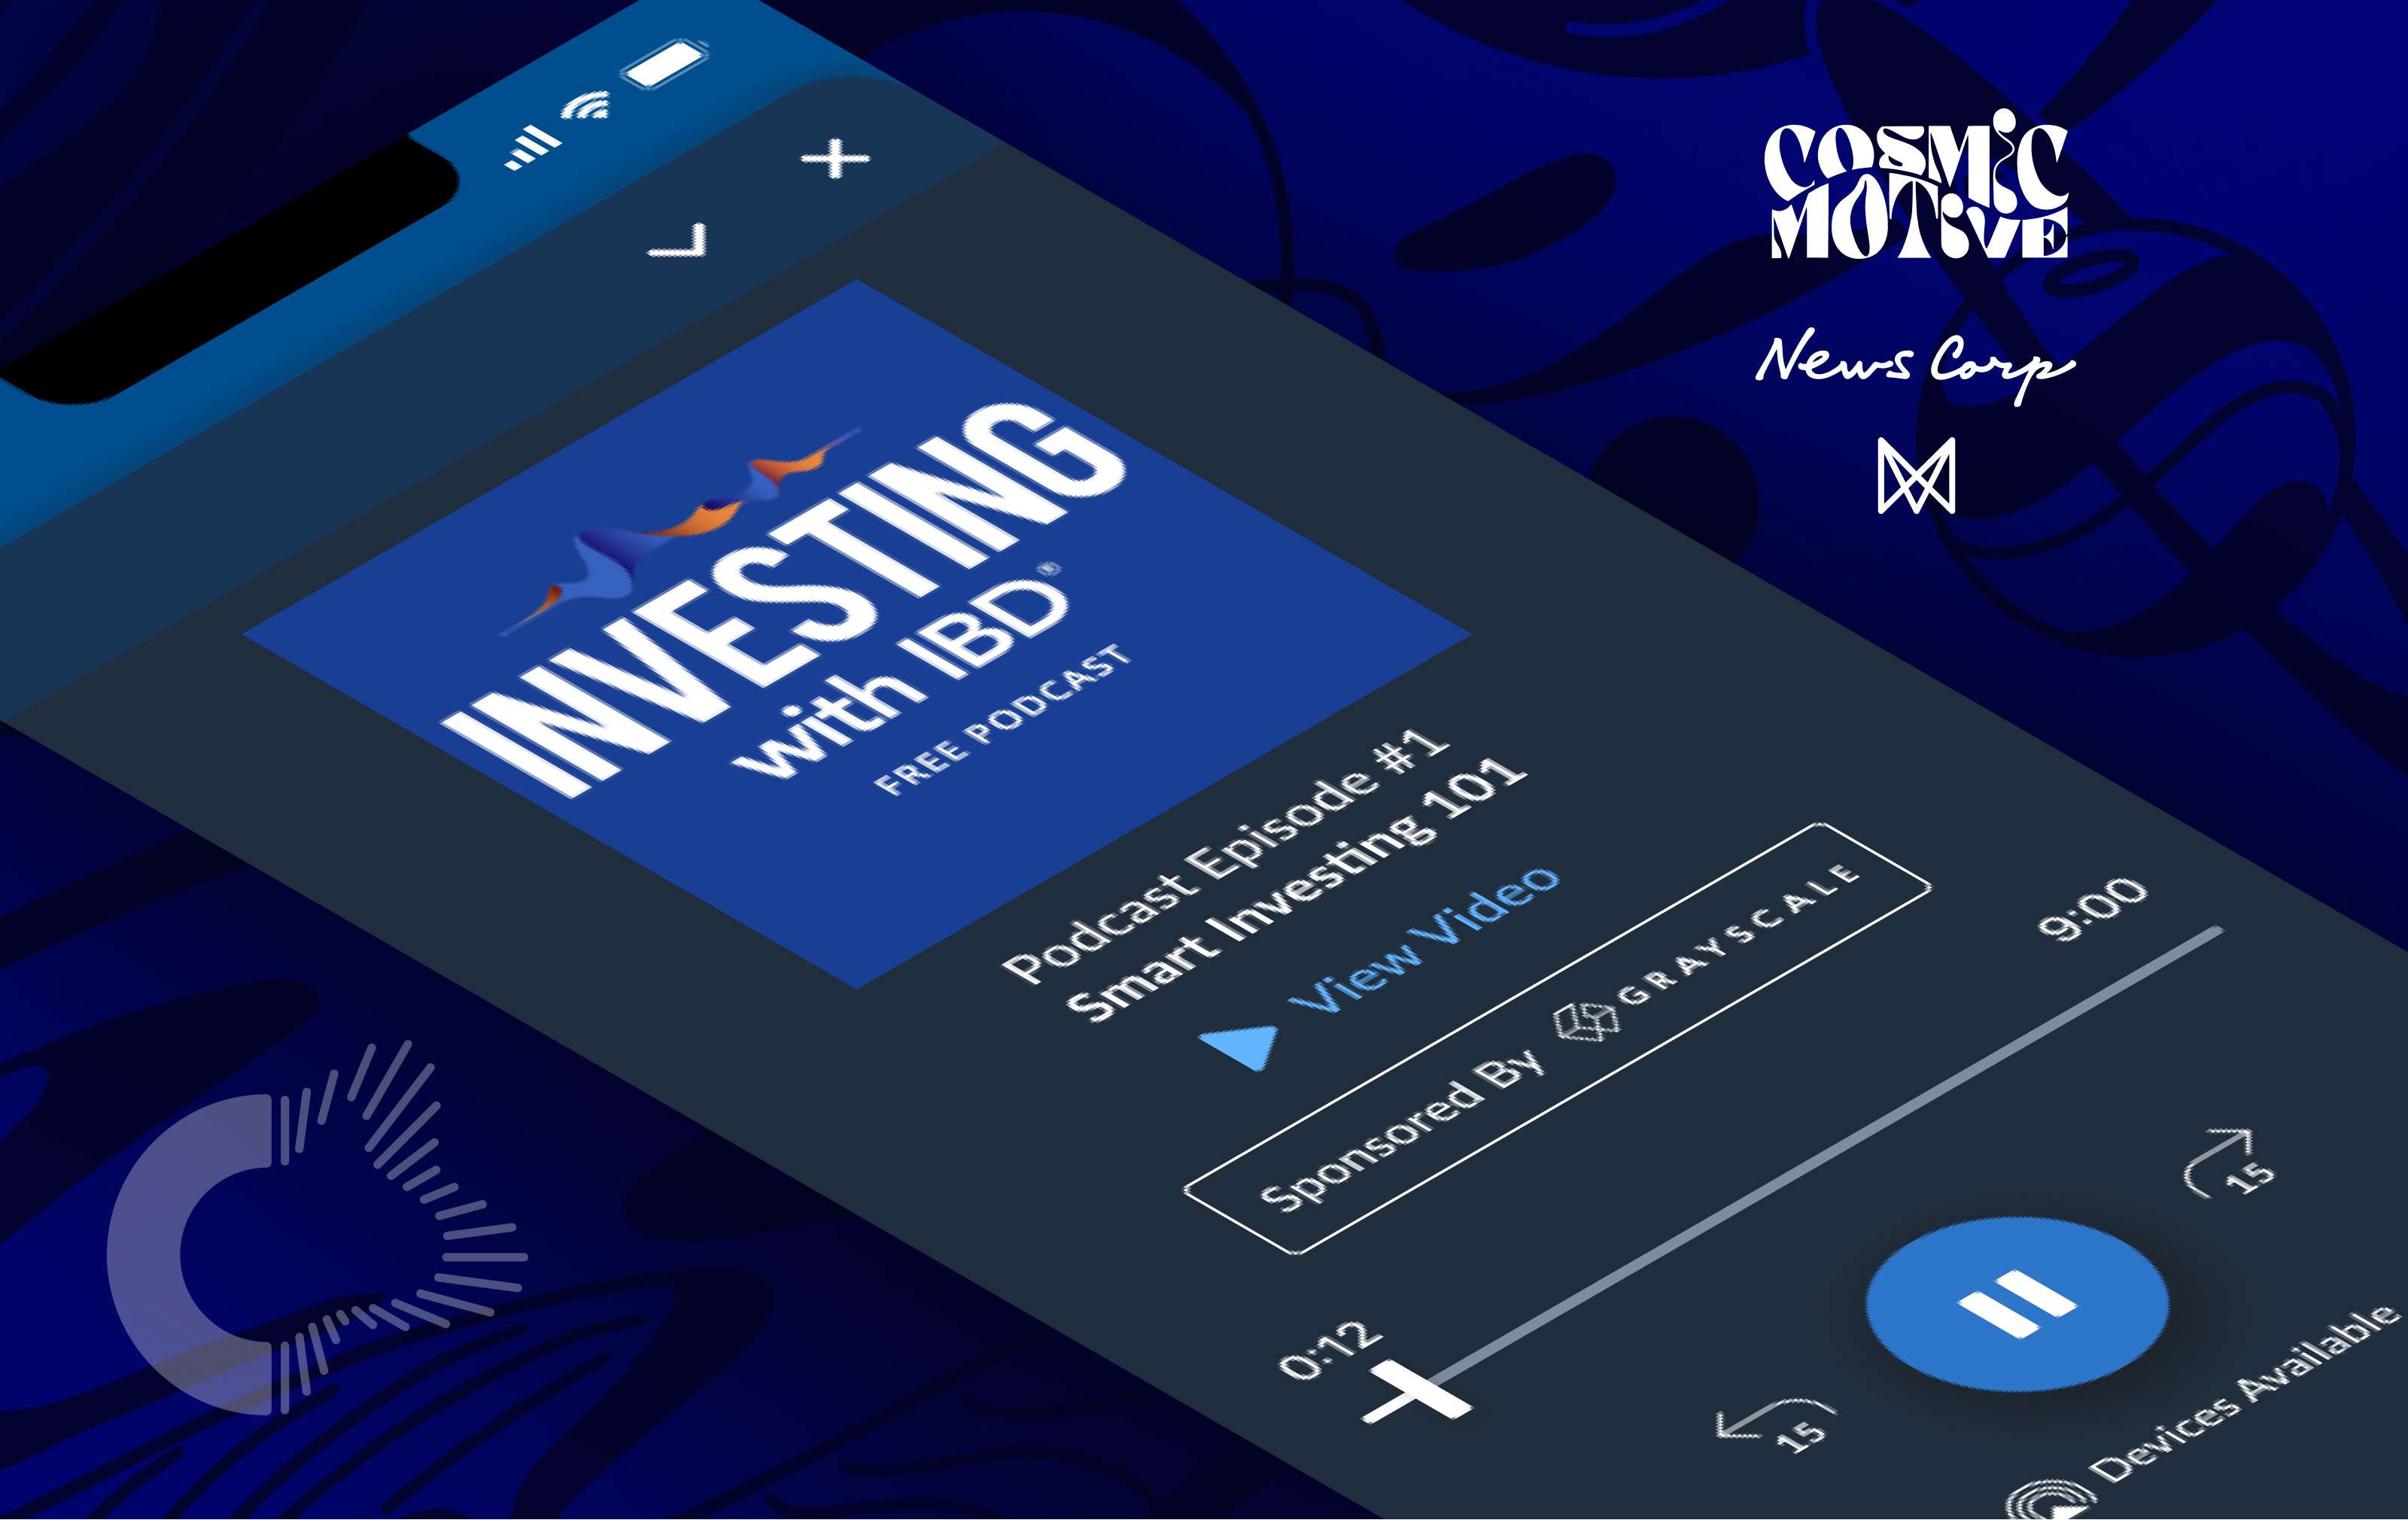 COSMIC
MOTIVE
News Corp
INVESTING
with IBD®
FREE PODCAST
Podcast Episode #1
Smart Investing 101
View Video
Sponsored By GRAYSCALE
0:12
9:00
15
15
Devices Available